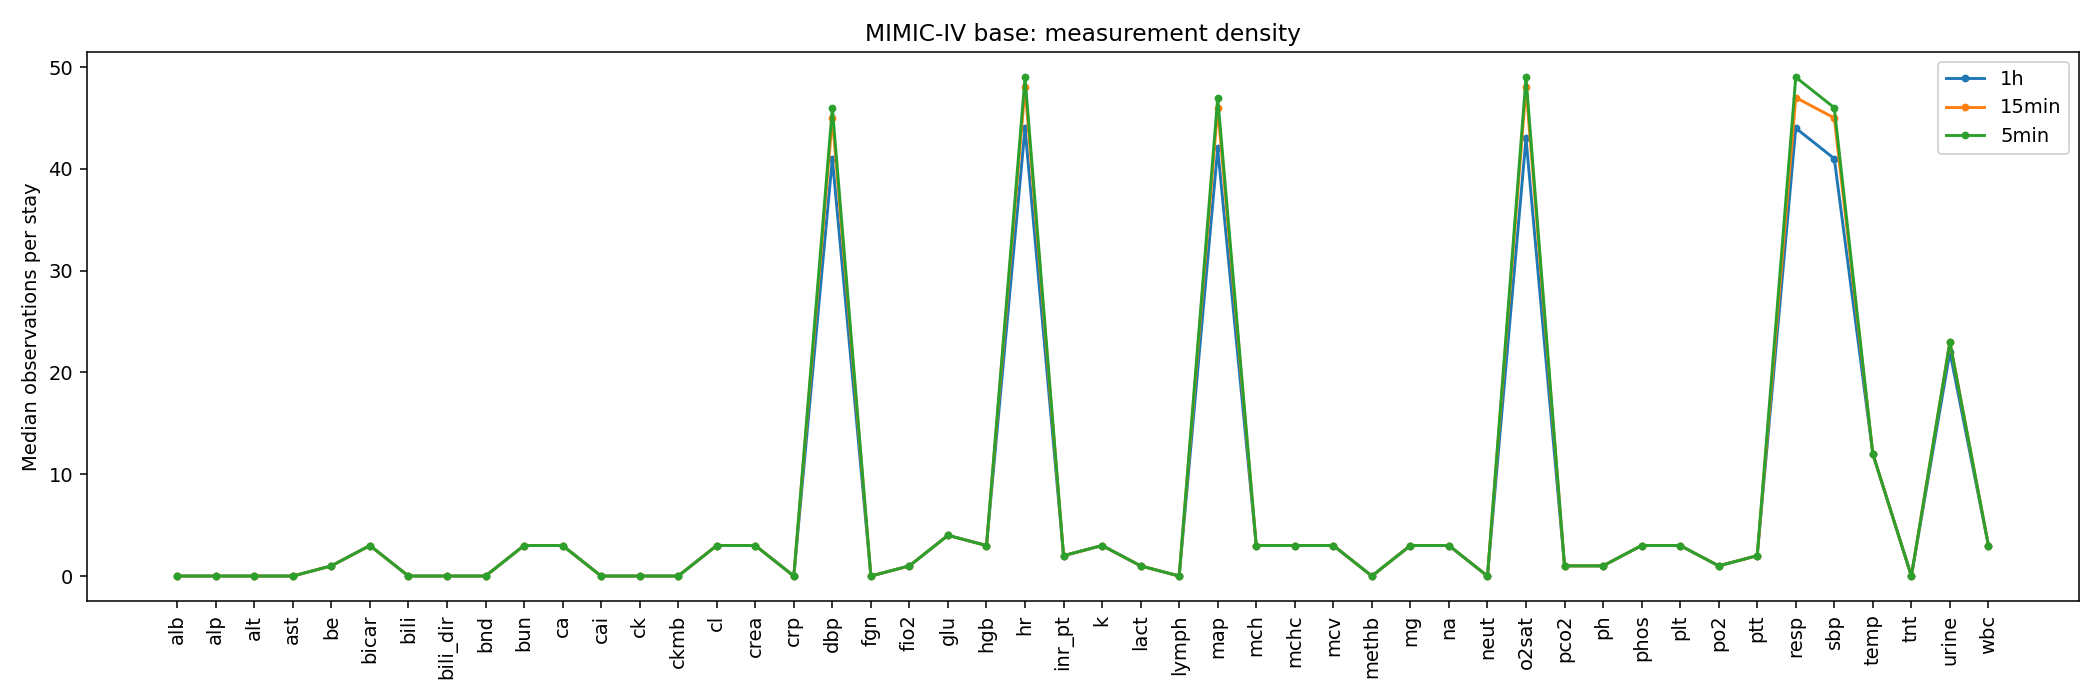 MIMIC-IV base: measurement density
Median observations per stay
50
40
30
20
10
0
1h
15min
5min
alb
alp
alt
ast
be
bicar
bili
bili_dir
bnd
bun
ca
cai
ck
ckmb
cl
crea
crp
dbp
fgn
fio2
glu
hgb
hr
inr_pt
k
lact
lymph
map
mch
mchc
mcv
methb
mg
na
neut
o2sat
pco2
ph
phos
plt
po2
ptt
resp
sbp
temp
tnt
urine
wbc